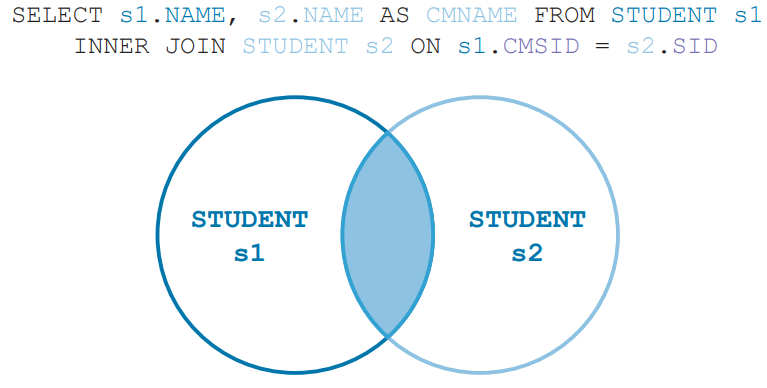 SELECT s1.NAME, s2.NAME AS CMNAME FROM STUDENT s1
INNER JOIN STUDENT s2 ON s1.CMSID = s2.SID
STUDENT
s1
STUDENT
s2